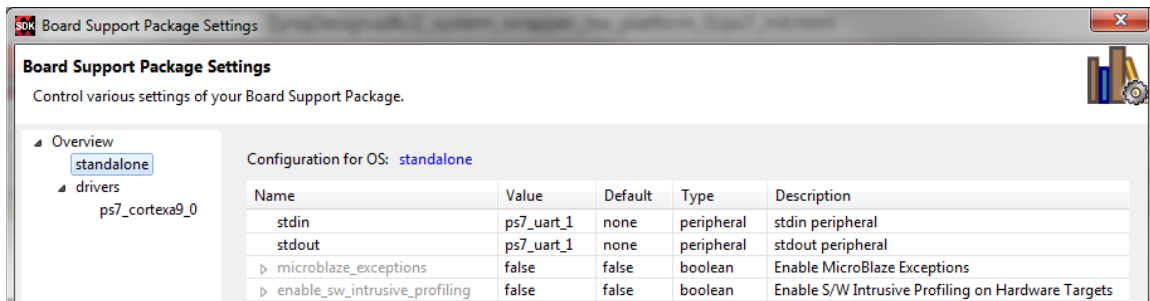 SDK Board Support Package Settings
Board Support Package Settings
Control various settings of your Board Support Package.
Overview
standalone
drivers
ps7_cortexa9_0
Configuration for OS: standalone
Name Value Default Type Description
stdin ps7_uart_1 none peripheral stdin peripheral
stdout ps7_uart_1 none peripheral stdout peripheral
microblaze_exceptions false false boolean Enable MicroBlaze Exceptions
enable_sw_intrusive_profiling false false boolean Enable S/W Intrusive Profiling on Hardware Targets